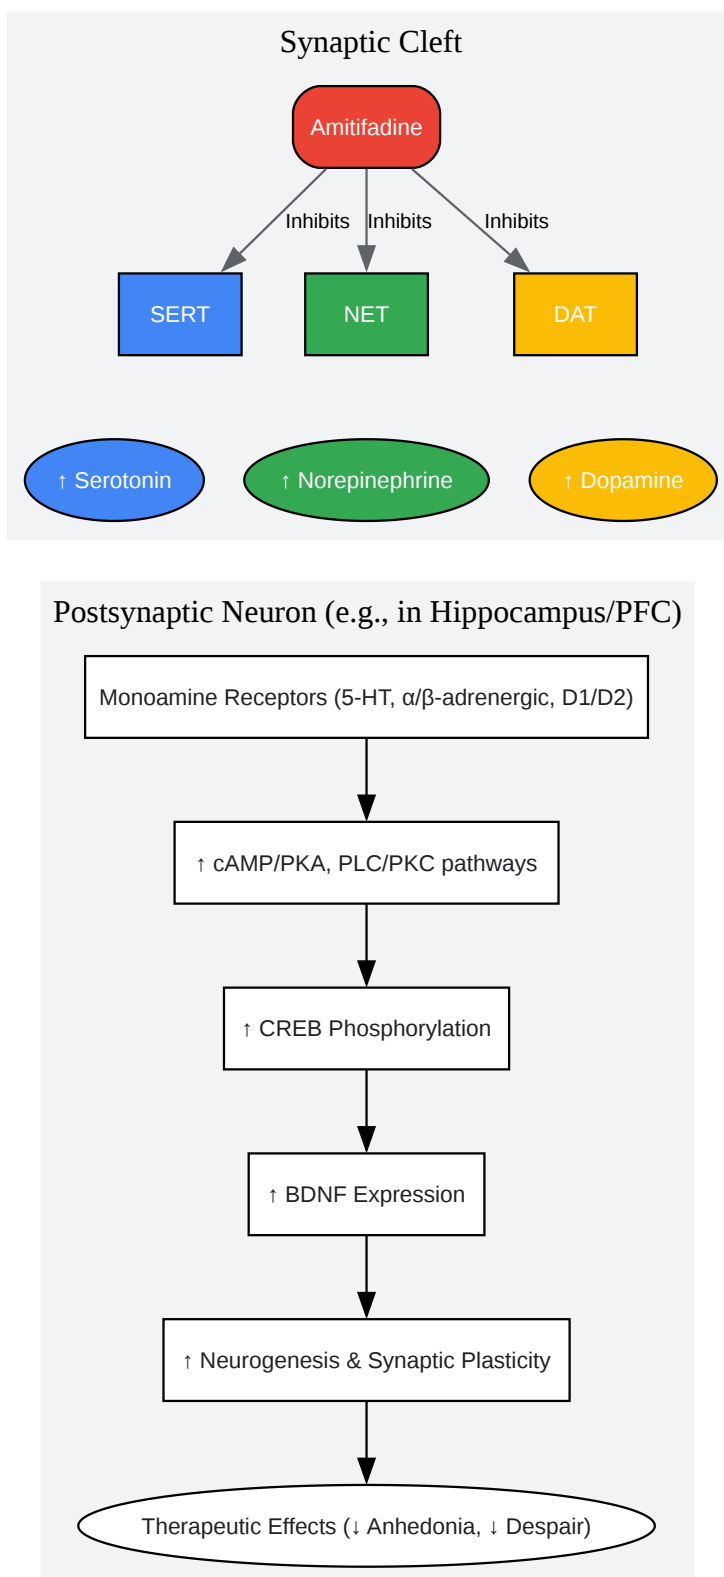 Synaptic Cleft
Amitifadine
Inhibits Inhibits Inhibits
SERT NET DAT
↑ Serotonin ↑ Norepinephrine ↑ Dopamine
Postsynaptic Neuron (e.g., in Hippocampus/PFC)
Monoamine Receptors (5-HT, α/β-adrenergic, D1/D2)
↑ cAMP/PKA, PLC/PKC pathways
↑ CREB Phosphorylation
↑ BDNF Expression
↑ Neurogenesis & Synaptic Plasticity
Therapeutic Effects (↓ Anhedonia, ↓ Despair)